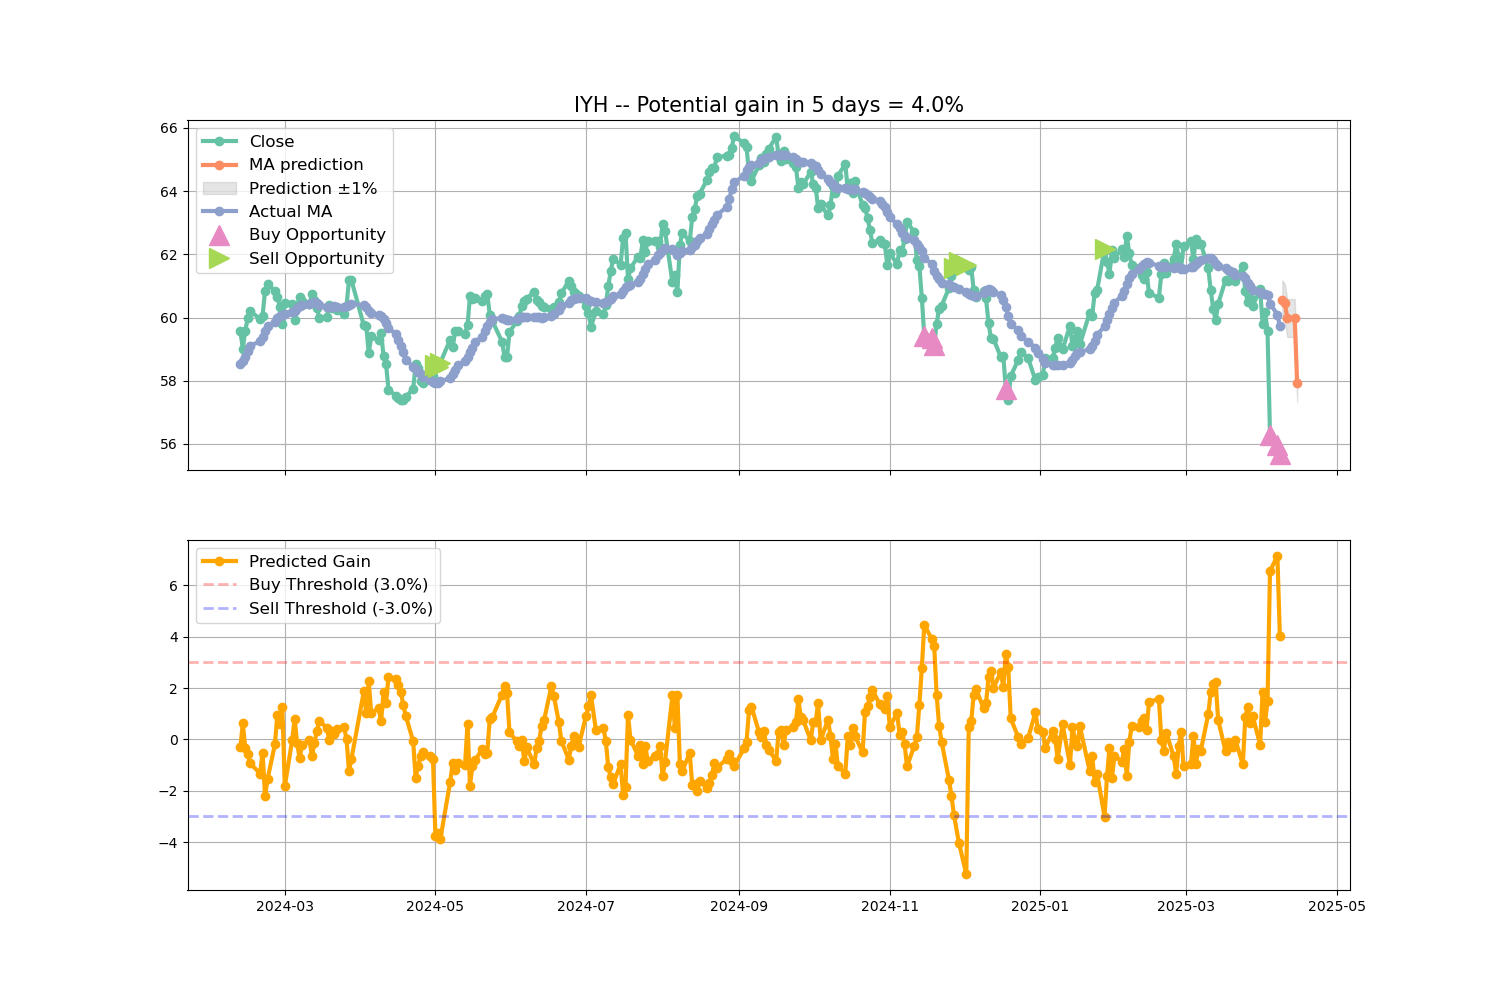 IYH -- Potential gain in 5 days = 4.0%
66
64
62
60
58
56
Close
MA prediction
Prediction ±1%
Actual MA
Buy Opportunity
Sell Opportunity
6
4
2
0
−2
−4
Predicted Gain
Buy Threshold (3.0%)
Sell Threshold (-3.0%)
2024-03
2024-05
2024-07
2024-09
2024-11
2025-01
2025-03
2025-05